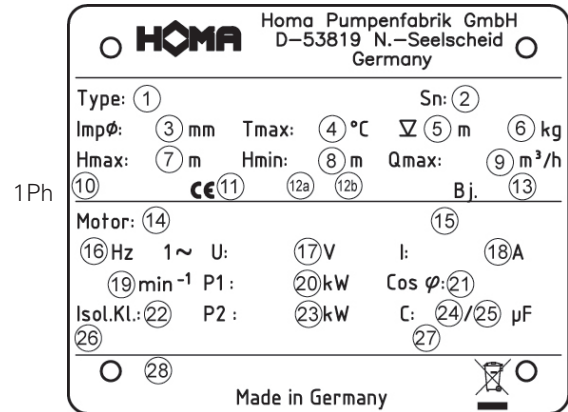 HOMA Homa Pumpenfabrik GmbH
D-53819 N.-Seelscheid
Germany
Type: 1 Sn: 2
Impø: 3 mm Tmax: 4 °C 5 m 6 kg
Hmax: 7 m Hmin: 8 m Qmax: 9 m³/h
1Ph 10 CE 11 12a 12b Bj. 13
Motor: 14 15
16 Hz 1~ U: 17 V I: 18 A
19 min⁻¹ P1: 20 kW Cos φ: 21
Isol.Kl.: 22 P2: 23 kW C: 24/25 µF
26 27
28
Made in Germany